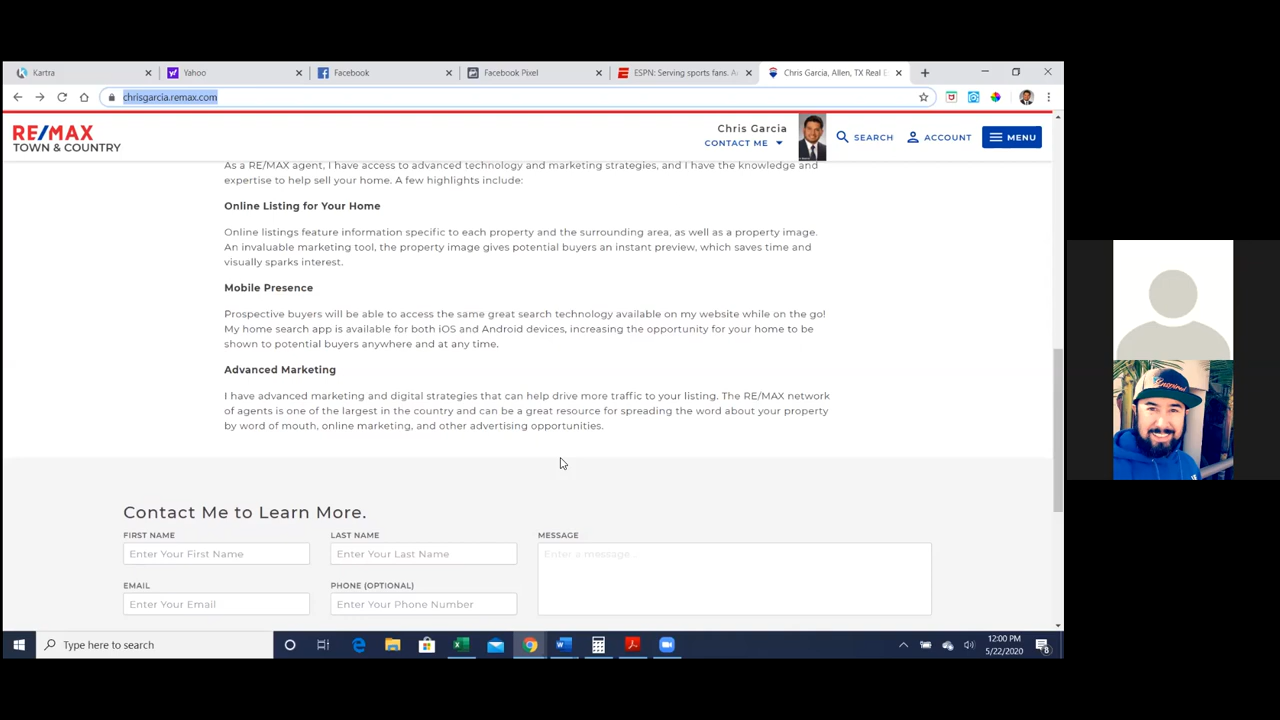 Kartra
Yahoo
Facebook
Facebook Pixel
ESPN: Serving sports fans. A
Chris Garcia, Allen, TX Real E
chrisgarcia.remax.com
RE/MAX
TOWN & COUNTRY
Chris Garcia
CONTACT ME
SEARCH
ACCOUNT
MENU
As a RE/MAX agent, I have access to advanced technology and marketing strategies, and I have the knowledge and
expertise to help sell your home. A few highlights include:
Online Listing for Your Home
Online listings feature information specific to each property and the surrounding area, as well as a property image.
An invaluable marketing tool, the property image gives potential buyers an instant preview, which saves time and
visually sparks interest.
Mobile Presence
Prospective buyers will be able to access the same great search technology available on my website while on the go!
My home search app is available for both iOS and Android devices, increasing the opportunity for your home to be
shown to potential buyers anywhere and at any time.
Advanced Marketing
I have advanced marketing and digital strategies that can help drive more traffic to your listing. The RE/MAX network
of agents is one of the largest in the country and can be a great resource for spreading the word about your property
by word of mouth, online marketing, and other advertising opportunities.
Contact Me to Learn More.
FIRST NAME
LAST NAME
MESSAGE
Enter Your First Name
Enter Your Last Name
Enter a message...
EMAIL
PHONE (OPTIONAL)
Enter Your Email
Enter Your Phone Number
Type here to search
12:00 PM
5/22/2020
8
Inspired